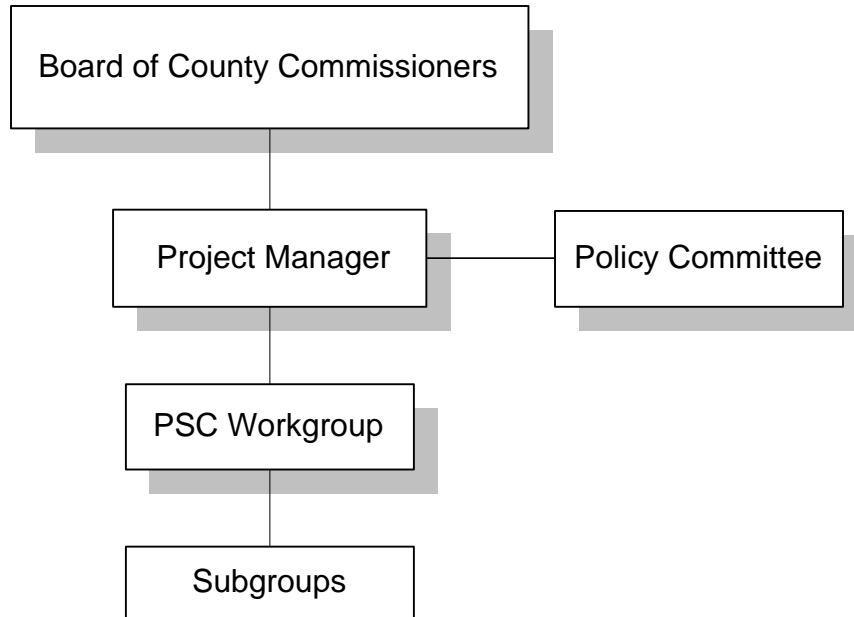 Board of County Commissioners
Project Manager
Policy Committee
PSC Workgroup
Subgroups